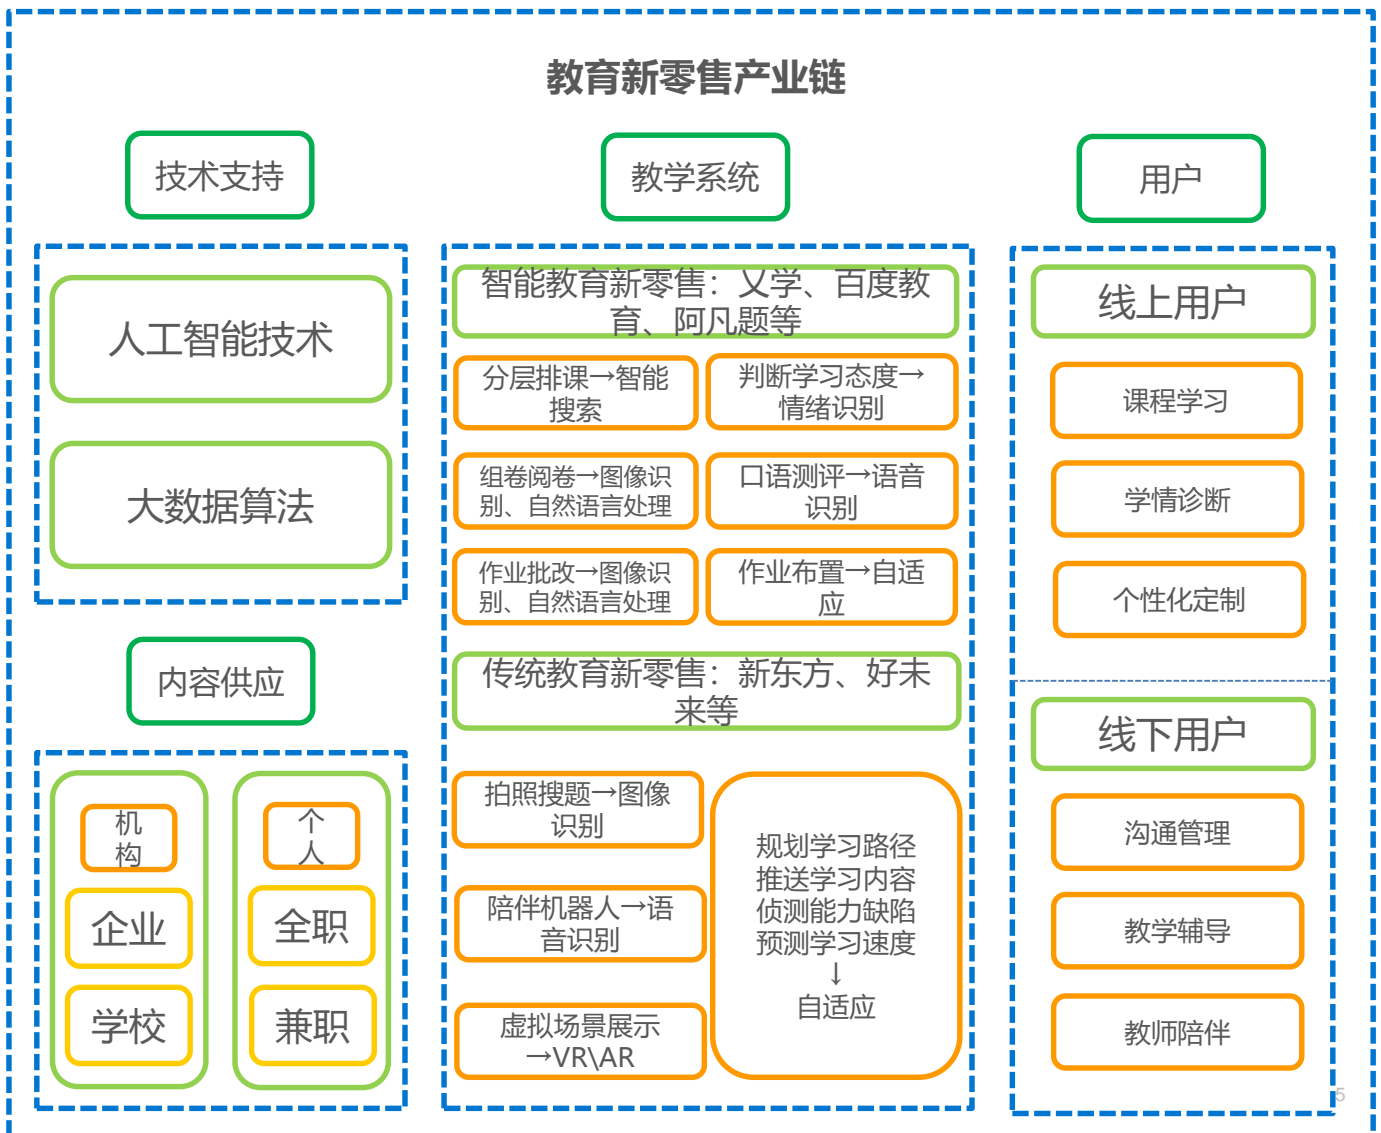 教育新零售产业链
技术支持
人工智能技术
大数据算法
内容供应
机
构
企业
学校
个
人
全职
兼职
教学系统
智能教育新零售：乂学、百度教
育、阿凡题等
分层排课→智能
搜索
判断学习态度→
情绪识别
组卷阅卷→图像识
别、自然语言处理
口语测评→语音
识别
作业批改→图像识
别、自然语言处理
作业布置→自适
应
传统教育新零售：新东方、好未
来等
拍照搜题→图像
识别
陪伴机器人→语
音识别
虚拟场景展示
→VR\AR
规划学习路径
推送学习内容
侦测能力缺陷
预测学习速度
↓
自适应
用户
线上用户
课程学习
学情诊断
个性化定制
线下用户
沟通管理
教学辅导
教师陪伴
5